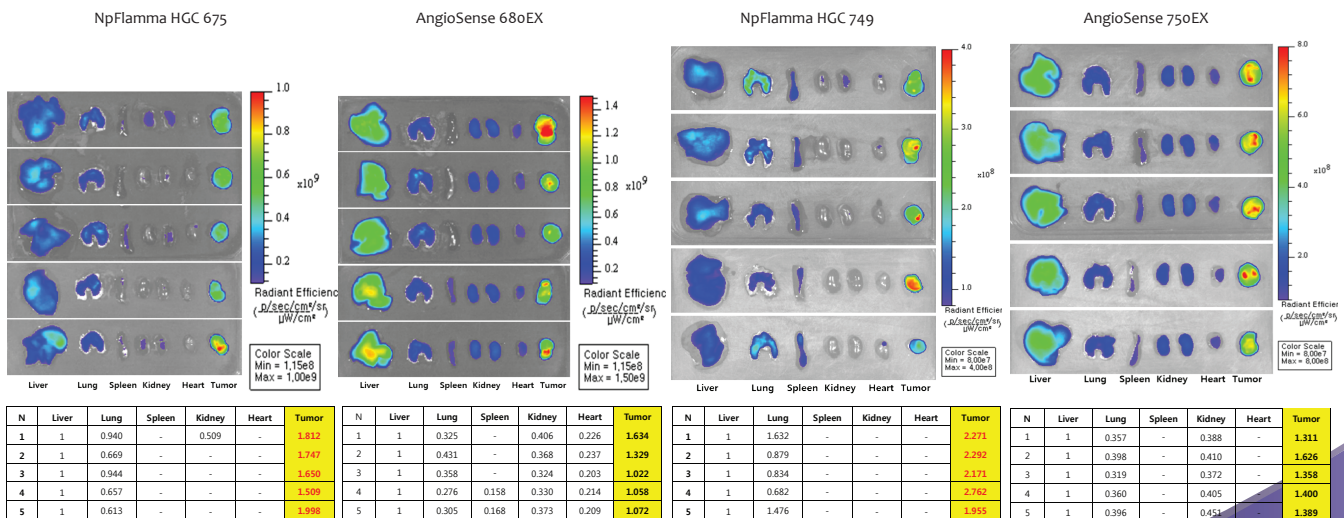 NpFlamma HGC 675
AngioSense 680EX
NpFlamma HGC 749
AngioSense 750EX
1.0
0.8
0.6
x10⁹
0.4
0.2
Radiant Efficienc
(p/sec/cm²/sr
µW/cm²
Color Scale
Min = 1,15e8
Max = 1,00e9
Liver Lung Spleen Kidney Heart Tumor
1.4
1.2
1.0
0.8 x10⁹
0.6
0.4
0.2
Radiant Efficienc
(p/sec/cm²/sr)
µW/cm²
Color Scale
Min = 1,15e8
Max = 1,50e9
Liver Lung Spleen Kidney Heart Tumor
4.0
3.0
x10⁸
2.0
1.0
Radiant Efficier
(p/sec/cm²/sr)
µW/cm²
Color Scale
Min = 8,00e7
Max = 4,00e8
Liver Lung Spleen Kidney Heart Tumor
8.0
6.0
x10⁸
4.0
2.0
Radiant Efficienc
(p/sec/cm²/sr)
µW/cm²
Color Scale
Min = 8,00e7
Max = 8,00e8
Liver Lung Spleen Kidney Heart Tumor
N Liver Lung Spleen Kidney Heart Tumor
1 1 0.940 - 0.509 - 1.812
2 1 0.669 - - - 1.747
3 1 0.944 - - - 1.650
4 1 0.657 - - - 1.509
5 1 0.613 - - - 1.998
N Liver Lung Spleen Kidney Heart Tumor
1 1 0.325 - 0.406 0.226 1.634
2 1 0.431 - 0.368 0.237 1.329
3 1 0.358 - 0.324 0.203 1.022
4 1 0.276 0.158 0.330 0.214 1.058
5 1 0.305 0.168 0.373 0.209 1.072
N Liver Lung Spleen Kidney Heart Tumor
1 1 1.632 - - - 2.271
2 1 0.879 - - - 2.292
3 1 0.834 - - - 2.171
4 1 0.682 - - - 2.762
5 1 1.476 - - - 1.955
N Liver Lung Spleen Kidney Heart Tumor
1 1 0.357 - 0.388 - 1.311
2 1 0.398 - 0.410 - 1.626
3 1 0.319 - 0.372 - 1.358
4 1 0.360 - 0.405 - 1.400
5 1 0.396 - 0.451 - 1.389